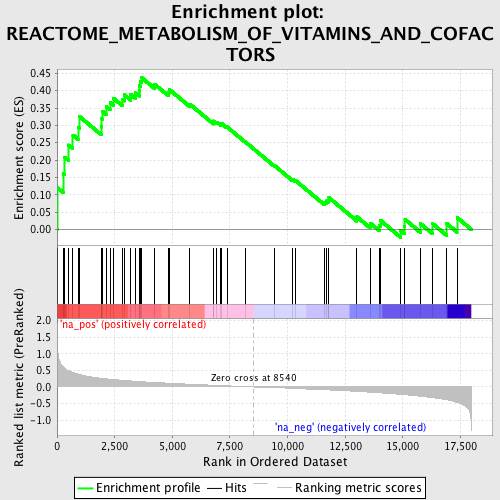 Enrichment plot:
REACTOME_METABOLISM_OF_VITAMINS_AND_COFAC
TORS
Enrichment score (ES)
0.45
0.40
0.35
0.30
0.25
0.20
0.15
0.10
0.05
0.00
'na_pos' (positively correlated)
Ranked list metric (PreRanked)
2.0
1.5
1.0
0.5
0.0
-0.5
-1.0
Zero cross at 8540
'na_neg' (negatively correlated)
0
2,500
5,000
7,500
10,000
12,500
15,000
17,500
Rank in Ordered Dataset
Enrichment profile
Hits
Ranking metric scores